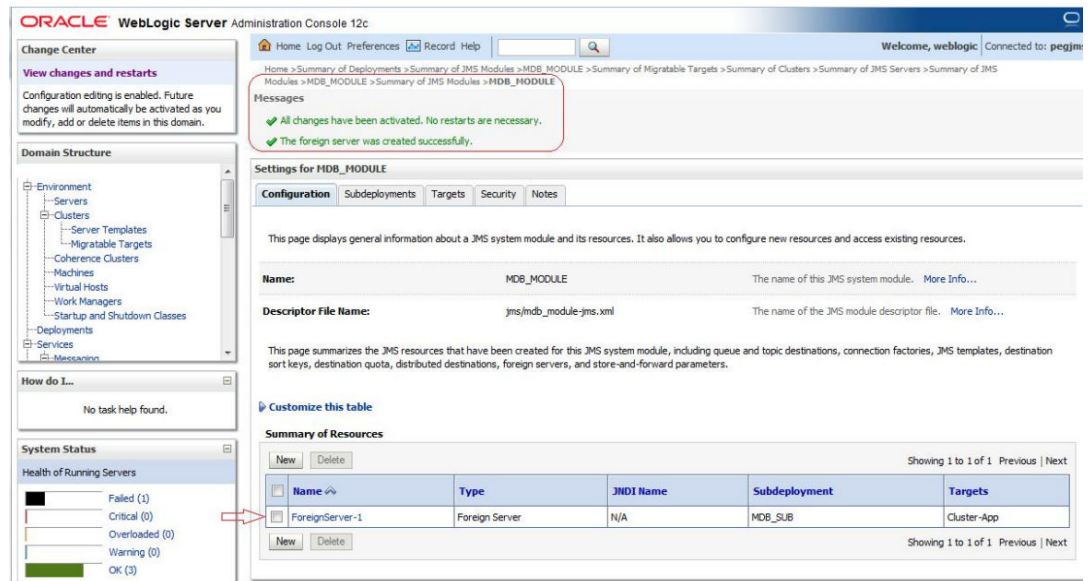 ORACLE WebLogic Server Administration Console 12c
Change Center
View changes and restarts
Configuration editing is enabled. Future
changes will automatically be activated as you
modify, add or delete items in this domain.
Domain Structure
Environment
Servers
Clusters
Server Templates
Migratable Targets
Coherence Clusters
Machines
Virtual Hosts
Work Managers
Startup and Shutdown Classes
Deployments
Services
Messaging
How do I...
No task help found.
System Status
Health of Running Servers
Failed (1)
Critical (0)
Overloaded (0)
Warning (0)
OK (3)
Home Log Out Preferences Record Help
Welcome, weblogic Connected to: pegjms
Home >Summary of Deployments >Summary of JMS Modules >MDB_MODULE >Summary of Migratable Targets >Summary of Clusters >Summary of JMS Servers >Summary of JMS
Modules >MDB_MODULE >Summary of JMS Modules >MDB_MODULE
Messages
All changes have been activated. No restarts are necessary.
The foreign server was created successfully.
Settings for MDB_MODULE
Configuration Subdeployments Targets Security Notes
This page displays general information about a JMS system module and its resources. It also allows you to configure new resources and access existing resources.
Name: MDB_MODULE The name of this JMS system module. More Info...
Descriptor File Name: jms/mdb_module-jms.xml The name of the JMS module descriptor file. More Info...
This page summarizes the JMS resources that have been created for this JMS system module, including queue and topic destinations, connection factories, JMS templates, destination
sort keys, destination quota, distributed destinations, foreign servers, and store-and-forward parameters.
Customize this table
Summary of Resources
New Delete Showing 1 to 1 of 1 Previous | Next
Name Type JNDI Name Subdeployment Targets
ForeignServer-1 Foreign Server N/A MDB_SUB Cluster-App
New Delete Showing 1 to 1 of 1 Previous | Next